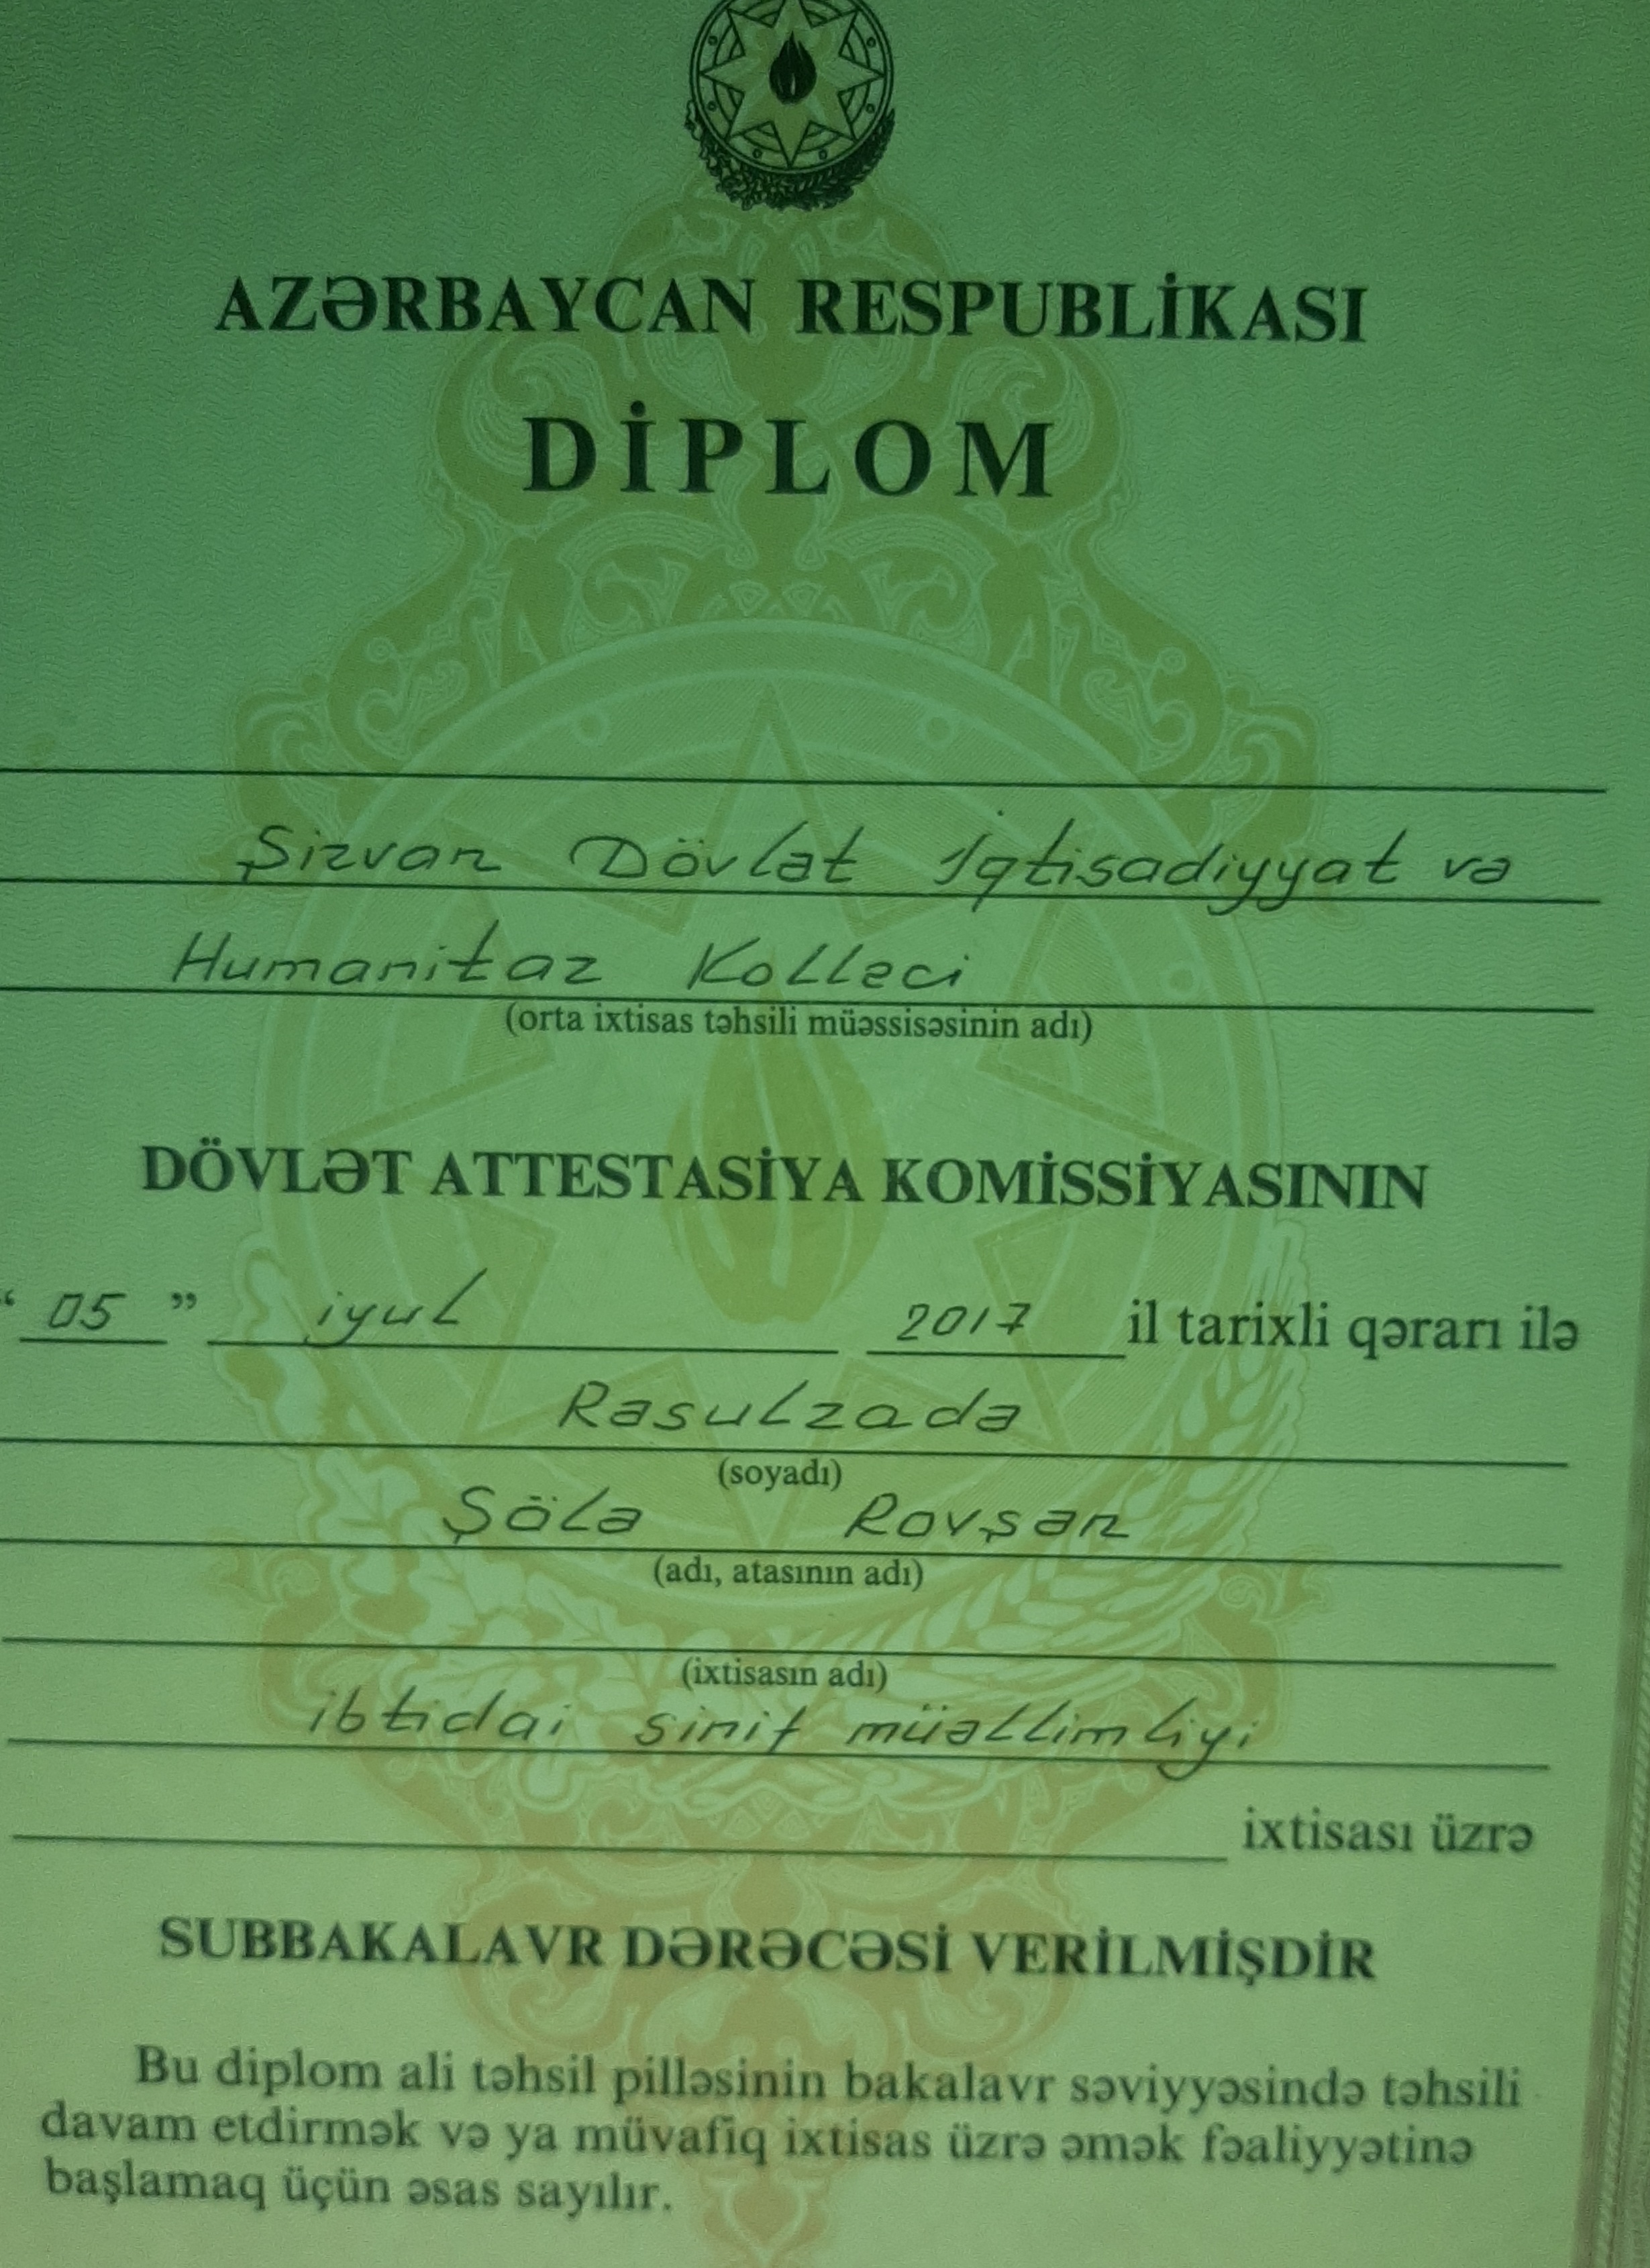 AZƏRBAYCAN RESPUBLİKASI
DİPLOM
Şirvan Dövlət İqtisadiyyat və
Humanitar Kolleci
(orta ixtisas təhsili müəssisəsinin adı)
DÖVLƏT ATTESTASİYA KOMİSSİYASININ
“ 05 ” iyul 2017 il tarixli qərarı ilə
Rəsulzadə
(soyadı)
Şölə Rovşən
(adı, atasının adı)
(ixtisasın adı)
ibtidai sinif müəllimliyi
ixtisası üzrə
SUBBAKALAVR DƏRƏCƏSİ VERİLMİŞDİR
Bu diplom ali təhsil pilləsinin bakalavr səviyyəsində təhsili
davam etdirmək və ya müvafiq ixtisas üzrə əmək fəaliyyətinə
başlamaq üçün əsas sayılır.